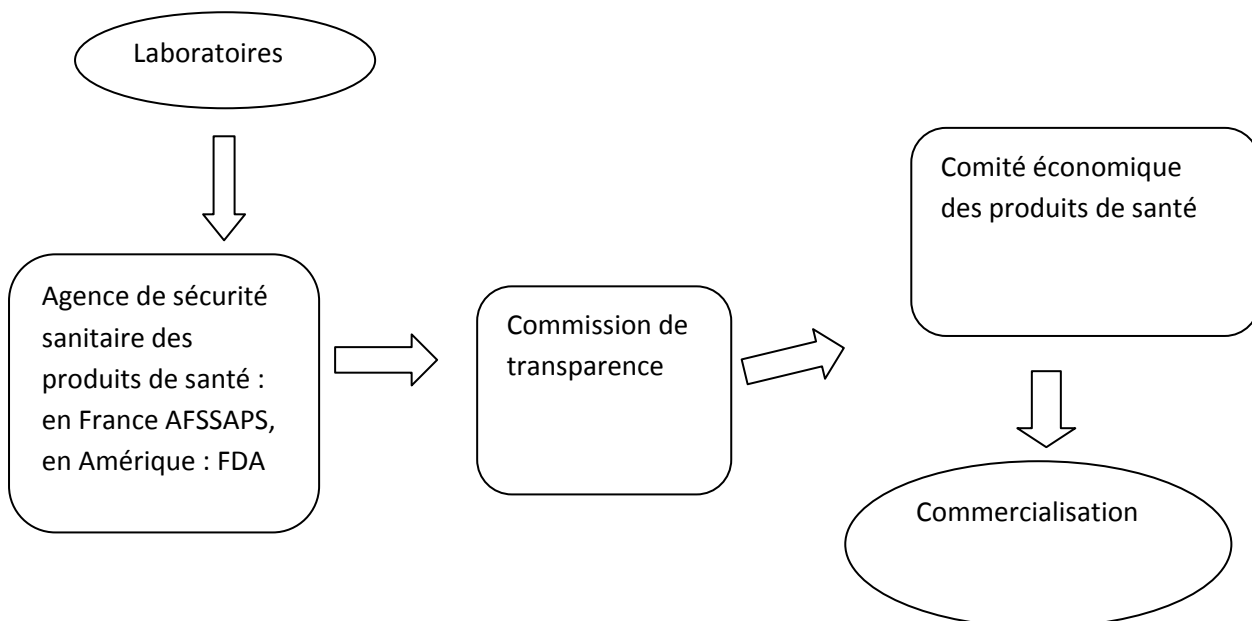 Laboratoires
Agence de sécurité
sanitaire des
produits de santé :
en France AFSSAPS,
en Amérique : FDA
Commission de
transparence
Comité économique
des produits de santé
Commercialisation